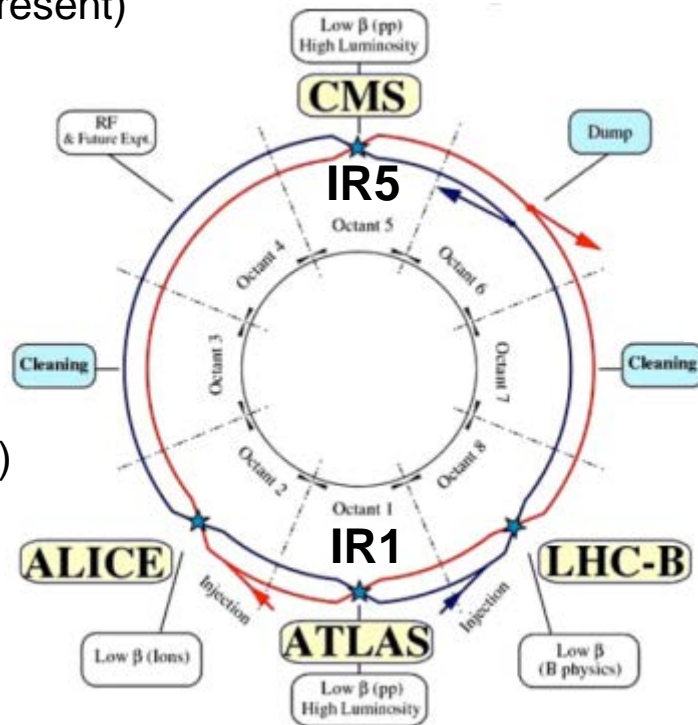 resent)
Low β (pp)
High Luminosity
CMS
RF
& Future Expt.
Dump
IR5
Octant 5
Octant 4
Octant 6
Cleaning
Octant 3
Octant 7
Cleaning
)
Octant 2
Octant 8
Octant 1
IR1
ALICE
LHC-B
Injection
Injection
ATLAS
Low β (Ions)
Low β
(B physics)
Low β (pp)
High Luminosity